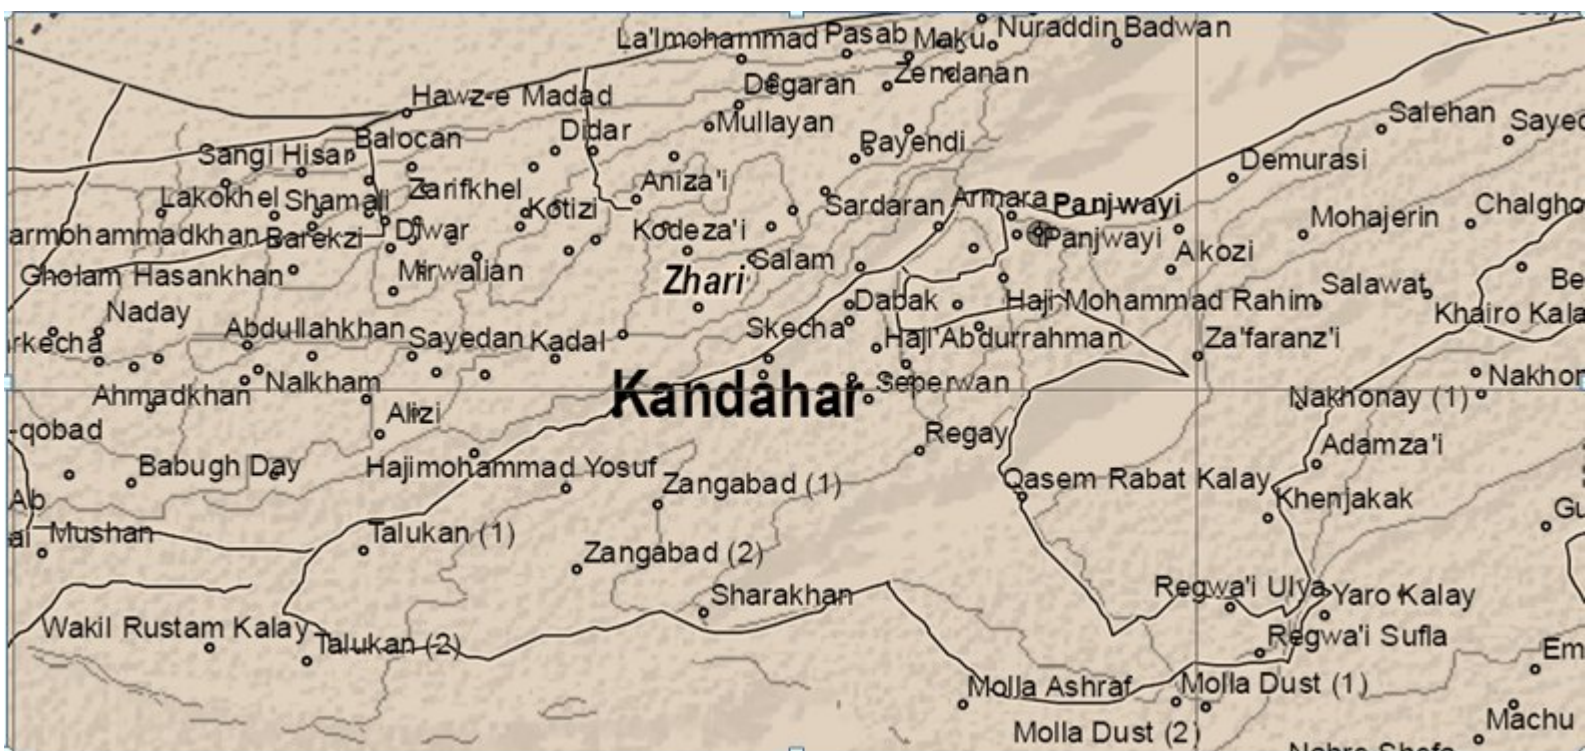 Nuraddin Badwan
La'lmohammad Pasab Maku
Zendanan
Degaran
Hawz-e Madad
Mullayan
Salehan
Didar
Balocan
Payendi
Sangi Hisar
Demurasi
Aniza'i
Zarifkhel
Lakokhel Shamali
Armara Panjwayi
Kotizi
Sardaran
Chalgho
Mohajerin
Diwar
Kodeza'i
armohammadkhan Barekzi
Panjwayi
Alkozi
Salam
Mirwalian
Gholam Hasankhan
Zhari
Salawat
Be
Dabak
Haji Mohammad Rahim
Naday
Khairo Kala
Abdullahkhan
Skecha
Sayedan Kadal
Haji Abdurrahman
Za'faranz'i
rkecha
Nalkham
Seperwan
Nakhon
Kandahar
Ahmadkhan
Nakhonay (1)
Alizi
-qobad
Regay
Adamza'i
Babugh Day
Hajimohammad Yosuf
Qasem Rabat Kalay
Zangabad (1)
Khenjakak
Ab
Gu
Mushan
Talukan (1)
Zangabad (2)
Regwa'i Ulya
Sharakhan
Yaro Kalay
Wakil Rustam Kalay
Regwa'i Sufla
Talukan (2)
Em
Molla Ashraf
Molla Dust (1)
Machu
Molla Dust (2)